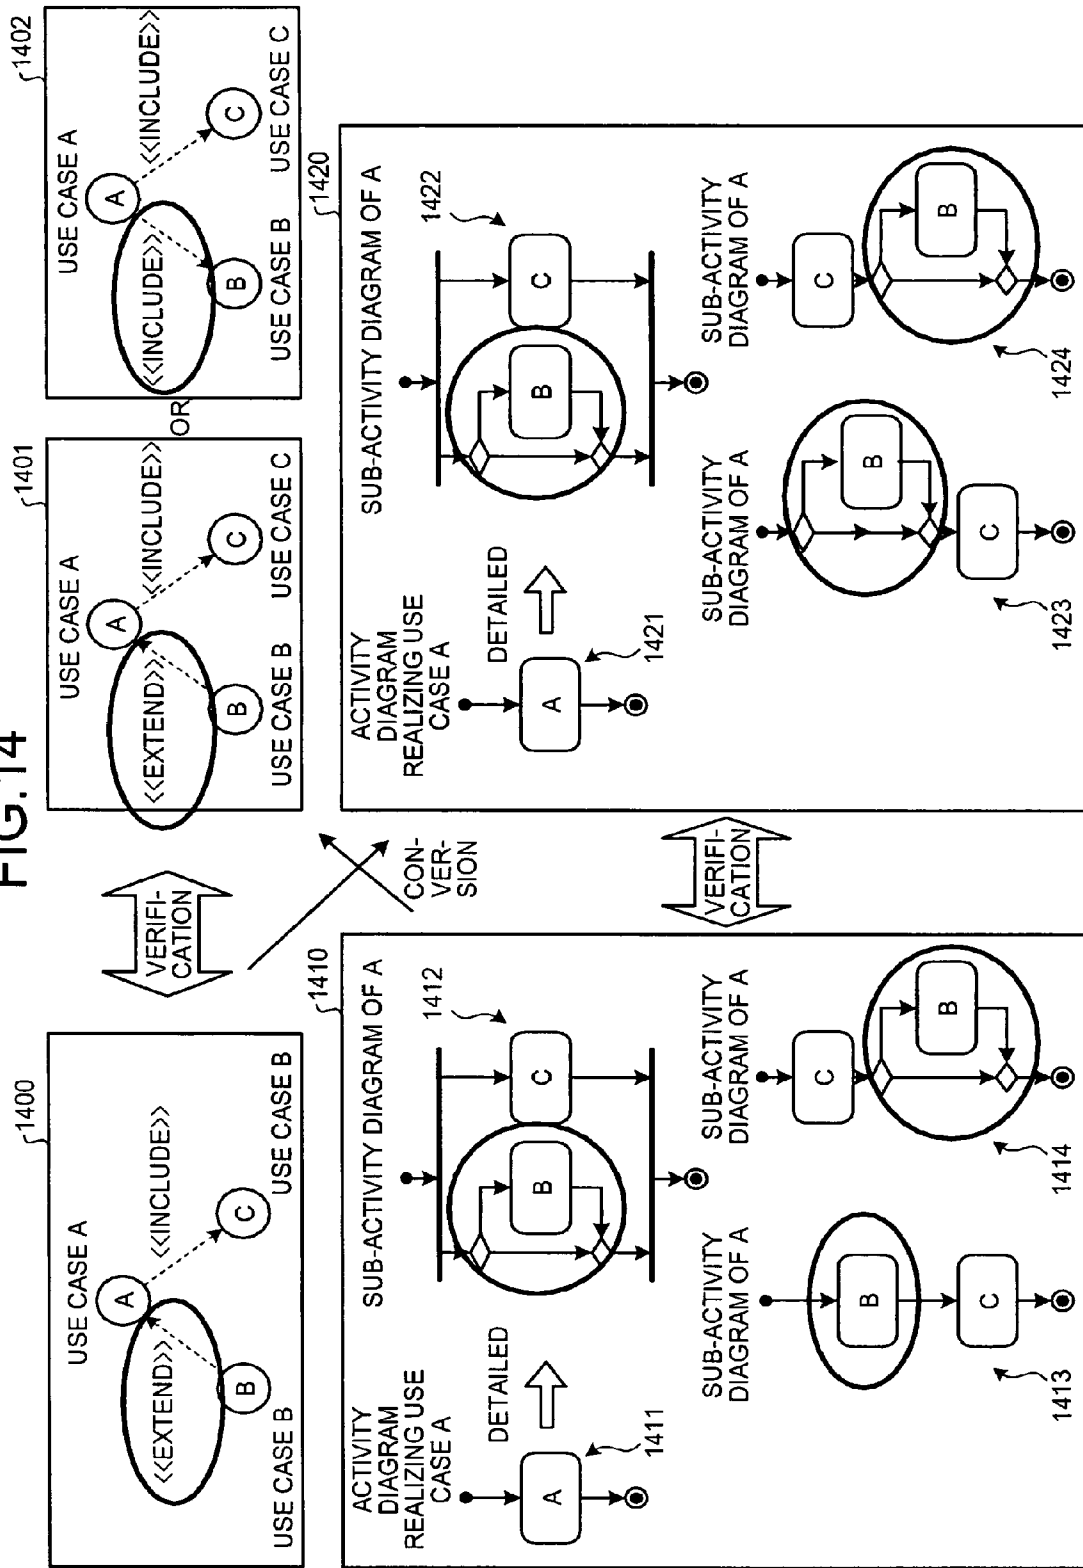 FIG.14
1400
USE CASE A
A
<<EXTEND>>
<<INCLUDE>>
B
C
USE CASE B
USE CASE B
VERIFI-
CATION
1401
USE CASE A
A
<<EXTEND>>
<<INCLUDE>>
B
C
USE CASE B
USE CASE C
OR
1402
USE CASE A
A
<<INCLUDE>>
<<INCLUDE>>
B
C
USE CASE B
USE CASE C
CON-
VER-
SION
1410
ACTIVITY
DIAGRAM
REALIZING USE
CASE A
A
1411
DETAILED
SUB-ACTIVITY DIAGRAM OF A
1412
B
C
SUB-ACTIVITY
DIAGRAM OF A
B
C
1413
SUB-ACTIVITY
DIAGRAM OF A
C
B
1414
VERIFI-
CATION
1420
ACTIVITY
DIAGRAM
REALIZING USE
CASE A
A
1421
DETAILED
SUB-ACTIVITY DIAGRAM OF A
1422
B
C
SUB-ACTIVITY
DIAGRAM OF A
B
C
1423
SUB-ACTIVITY
DIAGRAM OF A
C
B
1424